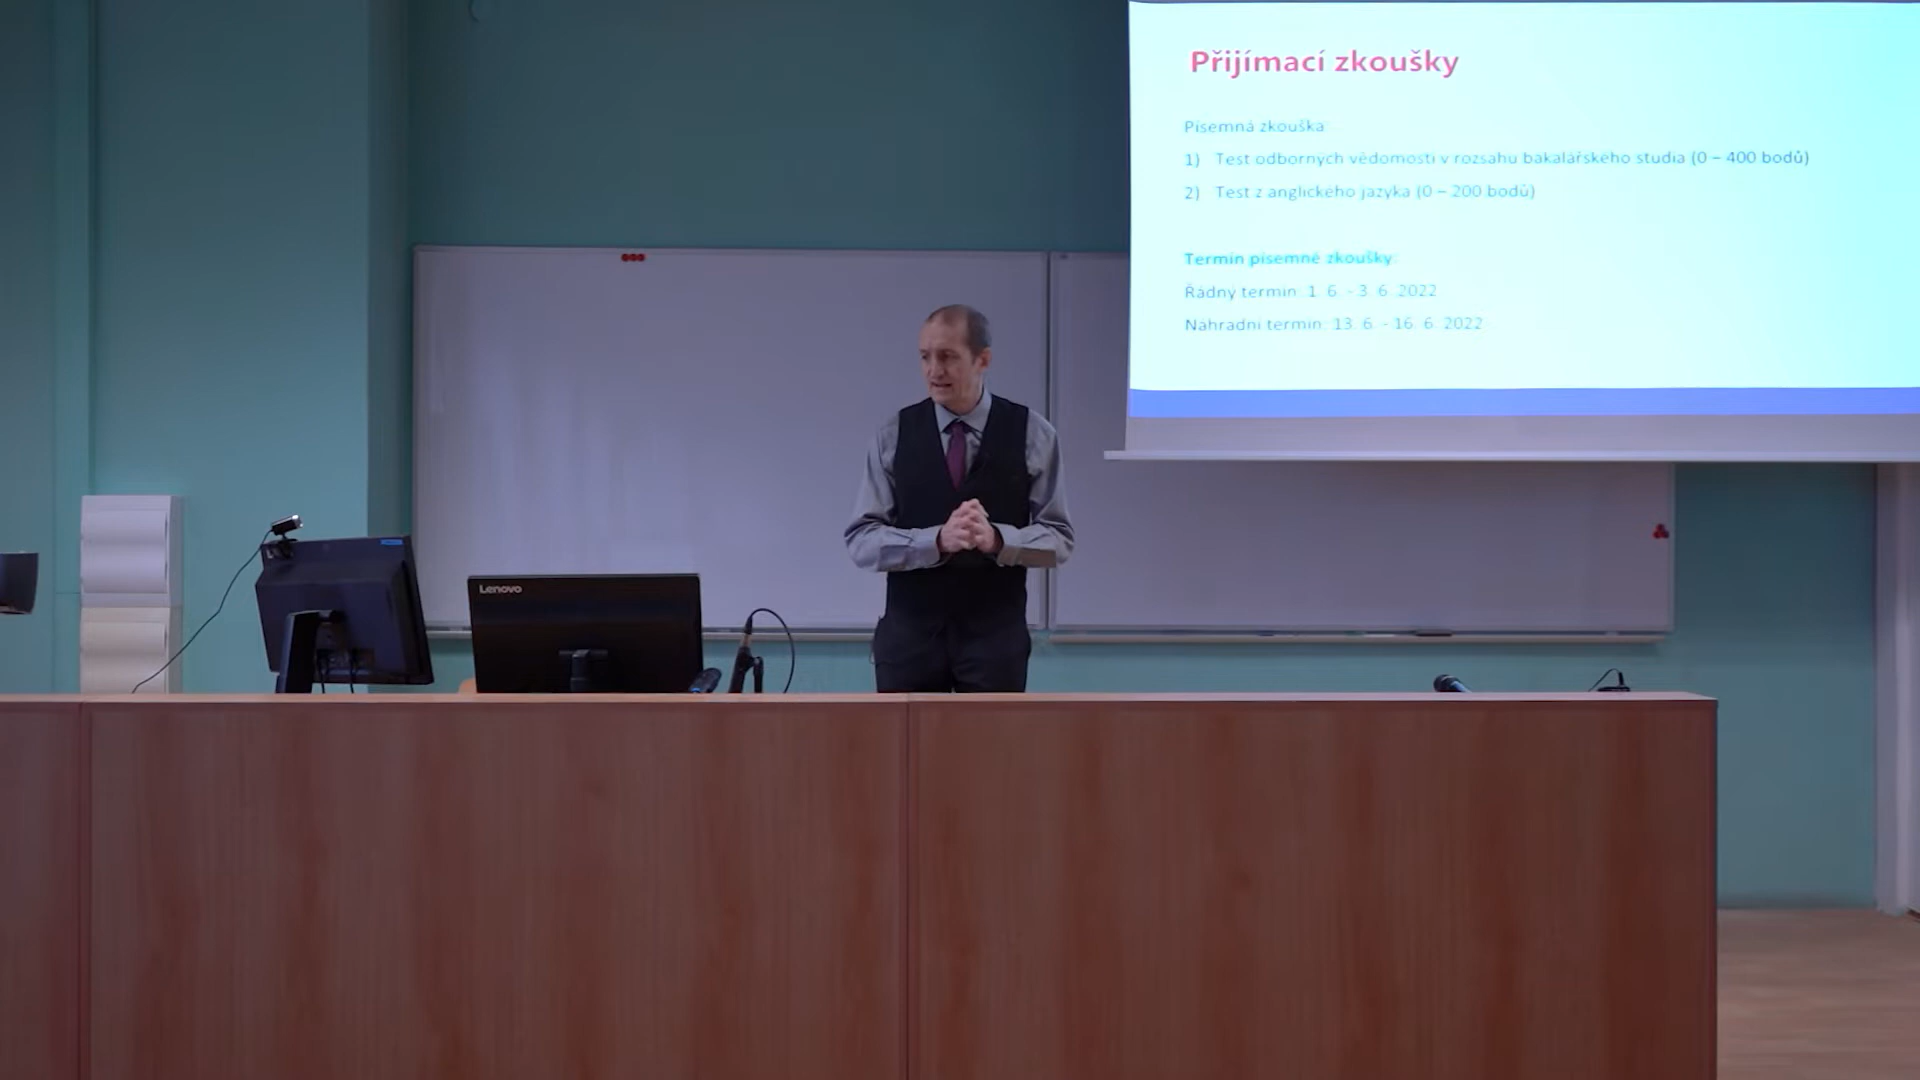 Přijímací zkoušky
Písemná zkouška:
1) Test odborných vědomostí v rozsahu bakalářského studia (0 – 400 bodů)
2) Test z anglického jazyka (0 – 200 bodů)
Termín písemné zkoušky:
Řádný termín: 1. 6. - 3. 6. 2022
Náhradní termín: 13. 6. - 16. 6. 2022
Lenovo